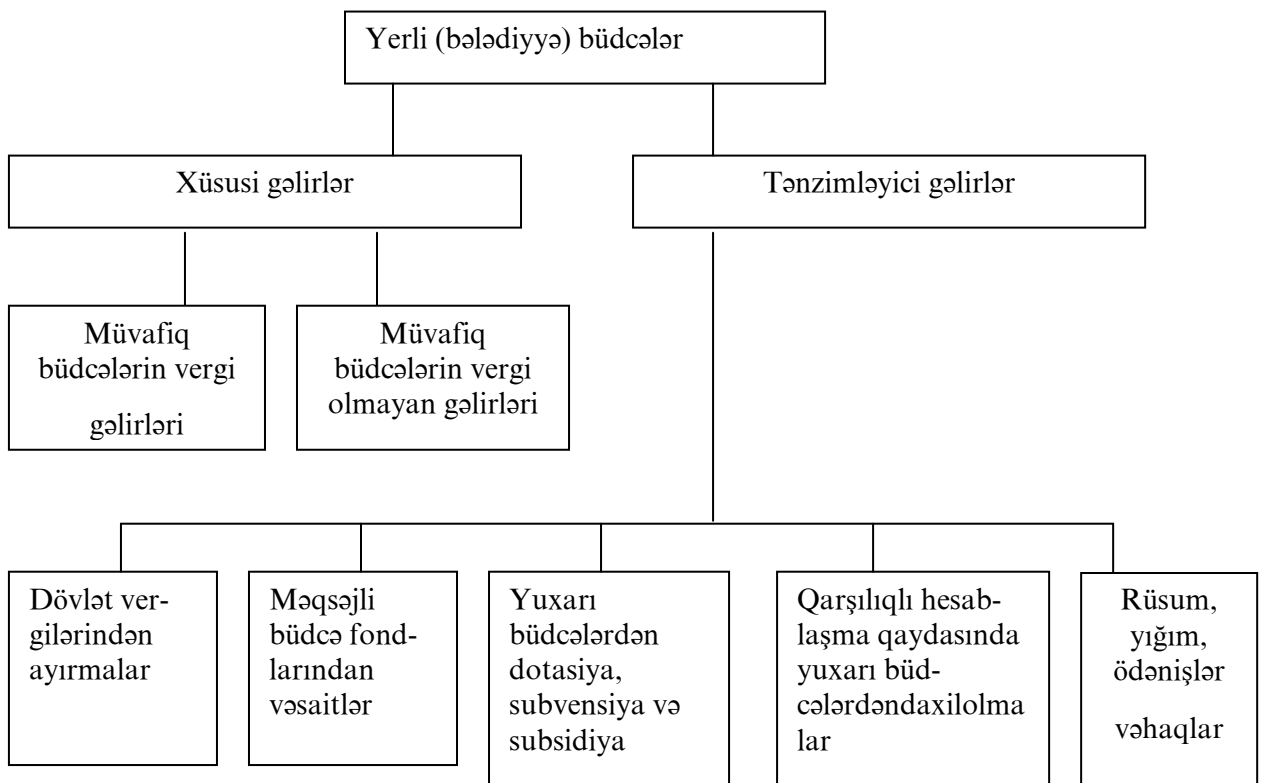 Yerli (bələdiyyə) büdcələr
Xüsusi gəlirlər
Tənzimləyici gəlirlər
Müvafiq
büdcələrin vergi
gəlirləri
Müvafiq
büdcələrin vergi
olmayan gəlirləri
Dövlət ver-
gilərindən
ayırmalar
Məqsəjli
büdcə fond-
larından
vəsaitlər
Yuxarı
büdcələrdən
dotasiya,
subvensiya və
subsidiya
Qarşılıqlı hesab-
laşma qaydasında
yuxarı büd-
cələrdəndaxilolma
lar
Rüsum,
yığım,
ödənişlər
vəhaqlar